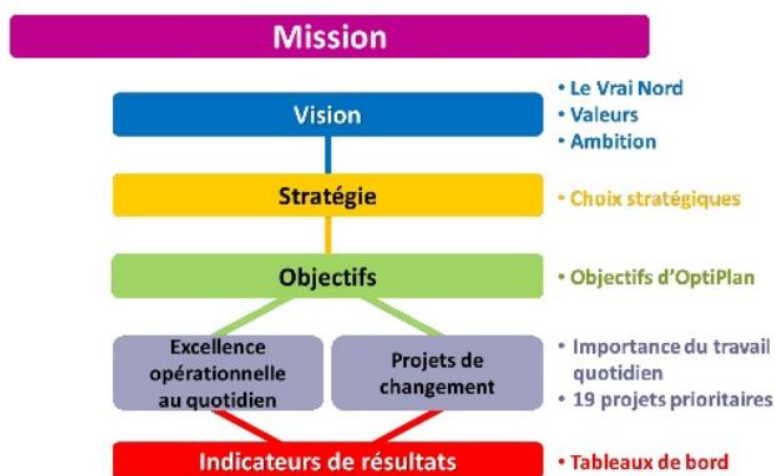 Mission
Vision
• Le Vrai Nord
• Valeurs
• Ambition
Stratégie
• Choix stratégiques
Objectifs
• Objectifs d'OptiPlan
Excellence
opérationnelle
au quotidien
Projets de
changement
• Importance du travail
quotidien
• 19 projets prioritaires
Indicateurs de résultats
• Tableaux de bord